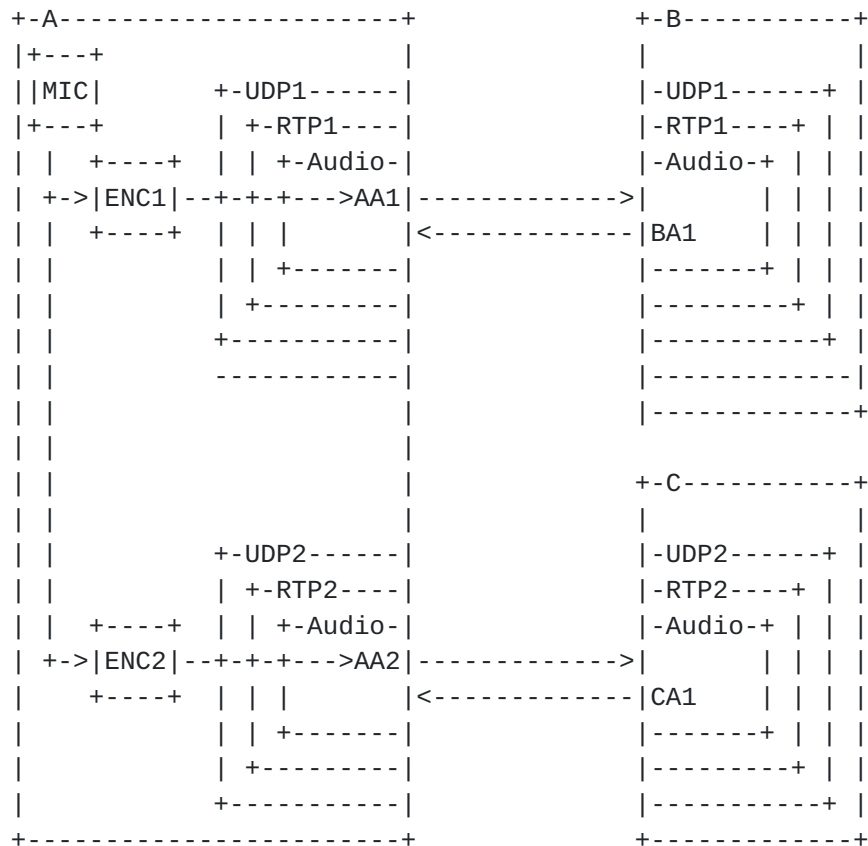 +-A---------------------+             +-B-----------+
|+---+                  |             |             |
||MIC|       +-UDP1------|             |-UDP1------+ |
|+---+       | +-RTP1----|             |-RTP1----+ | |
| |  +----+  | | +-Audio-|             |-Audio-+ | | |
| +->|ENC1|--+-+-+--->AA1|------------>|       | | | |
| |  +----+  | | |       |<------------|BA1    | | | |
| |          | | +-------|             |-------+ | | |
| |          | +---------|             |---------+ | |
| |          +-----------|             |-----------+ |
| |          ------------|             |-------------|
| |                      |             |-------------+
| |                      |
| |                      |             +-C-----------+
| |                      |             |             |
| |          +-UDP2------|             |-UDP2------+ |
| |          | +-RTP2----|             |-RTP2----+ | |
| |  +----+  | | +-Audio-|             |-Audio-+ | | |
| +->|ENC2|--+-+-+--->AA2|------------>|       | | | |
|    +----+  | | |       |<------------|CA1    | | | |
|            | | +-------|             |-------+ | | |
|            | +---------|             |---------+ | |
|            +-----------|             |-----------+ |
+-----------------------+             +-------------+